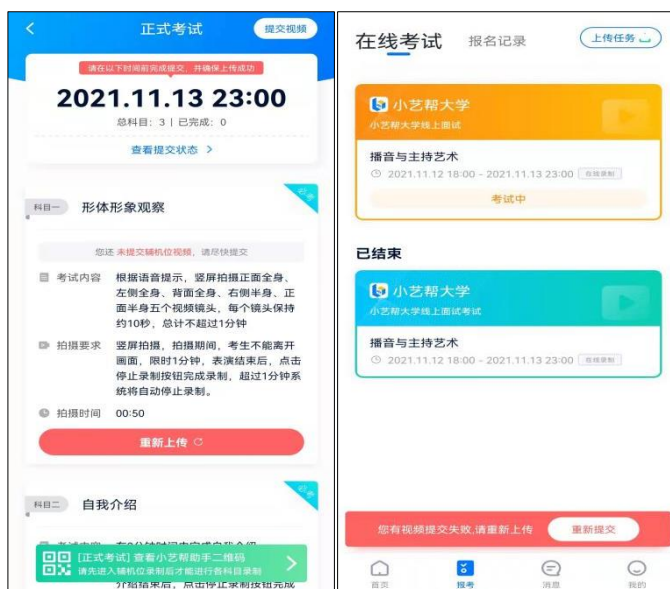 正式考试
提交视频
请在以下时间前完成提交，并确保上传成功
2021.11.13 23:00
总科目：3 | 已完成：0
查看提交状态 >
科目一
形体形象观察
您还 未提交辅机位视频，请尽快提交
考试内容
根据语音提示，竖屏拍摄正面全身、
左侧全身、背面全身、右侧半身、正
面半身五个视频镜头，每个镜头保持
约10秒，总计不超过1分钟
拍摄要求
竖屏拍摄，拍摄期间，考生不能离开
画面，限时1分钟，表演结束后，点击
停止录制按钮完成录制，超过1分钟系
统将自动停止录制。
拍摄时间
00:50
重新上传
科目二
自我介绍
[正式考试] 查看小艺帮助手二维码
请先进入辅机位录制后才能进行各科目录制
介绍结束后，点击停止录制按钮完成
在线考试
报名记录
上传任务
小艺帮大学
小艺帮大学线上面试
播音与主持艺术
2021.11.12 18:00 - 2021.11.13 23:00
在线录制
考试中
已结束
小艺帮大学
小艺帮大学线上面试考试
播音与主持艺术
2021.11.12 18:00 - 2021.11.13 23:00
在线录制
您有视频提交失败,请重新上传
重新提交
首页
报考
消息
我的